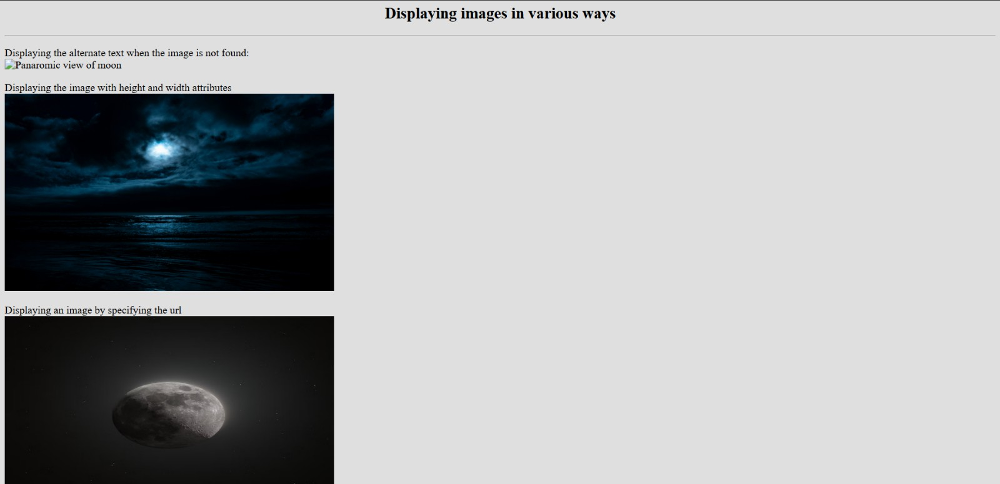 Displaying images in various ways
Displaying the alternate text when the image is not found:
Panaromic view of moon
Displaying the image with height and width attributes
Displaying an image by specifying the url